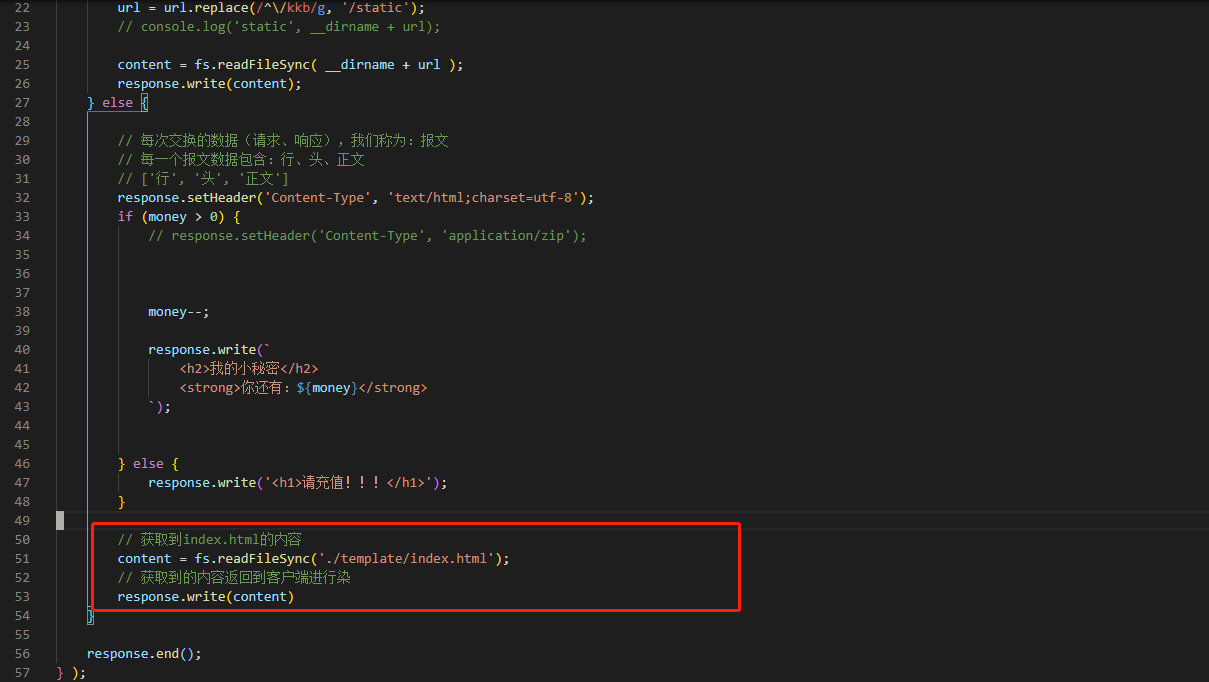 22 url = url.replace(/^\/kkb/g, '/static');
23 // console.log('static', __dirname + url);
24
25 content = fs.readFileSync( __dirname + url );
26 response.write(content);
27 } else {
28
29 // 每次交换的数据（请求、响应），我们称为：报文
30 // 每一个报文数据包含：行、头、正文
31 // ['行', '头', '正文']
32 response.setHeader('Content-Type', 'text/html;charset=utf-8');
33 if (money > 0) {
34 // response.setHeader('Content-Type', 'application/zip');
35
36
37
38 money--;
39
40 response.write(`
41 <h2>我的小秘密</h2>
42 <strong>你还有：${money}</strong>
43 `);
44
45
46 } else {
47 response.write('<h1>请充值！！！</h1>');
48 }
49
50 // 获取到index.html的内容
51 content = fs.readFileSync('./template/index.html');
52 // 获取到的内容返回到客户端进行染
53 response.write(content)
54 }
55
56 response.end();
57 } );